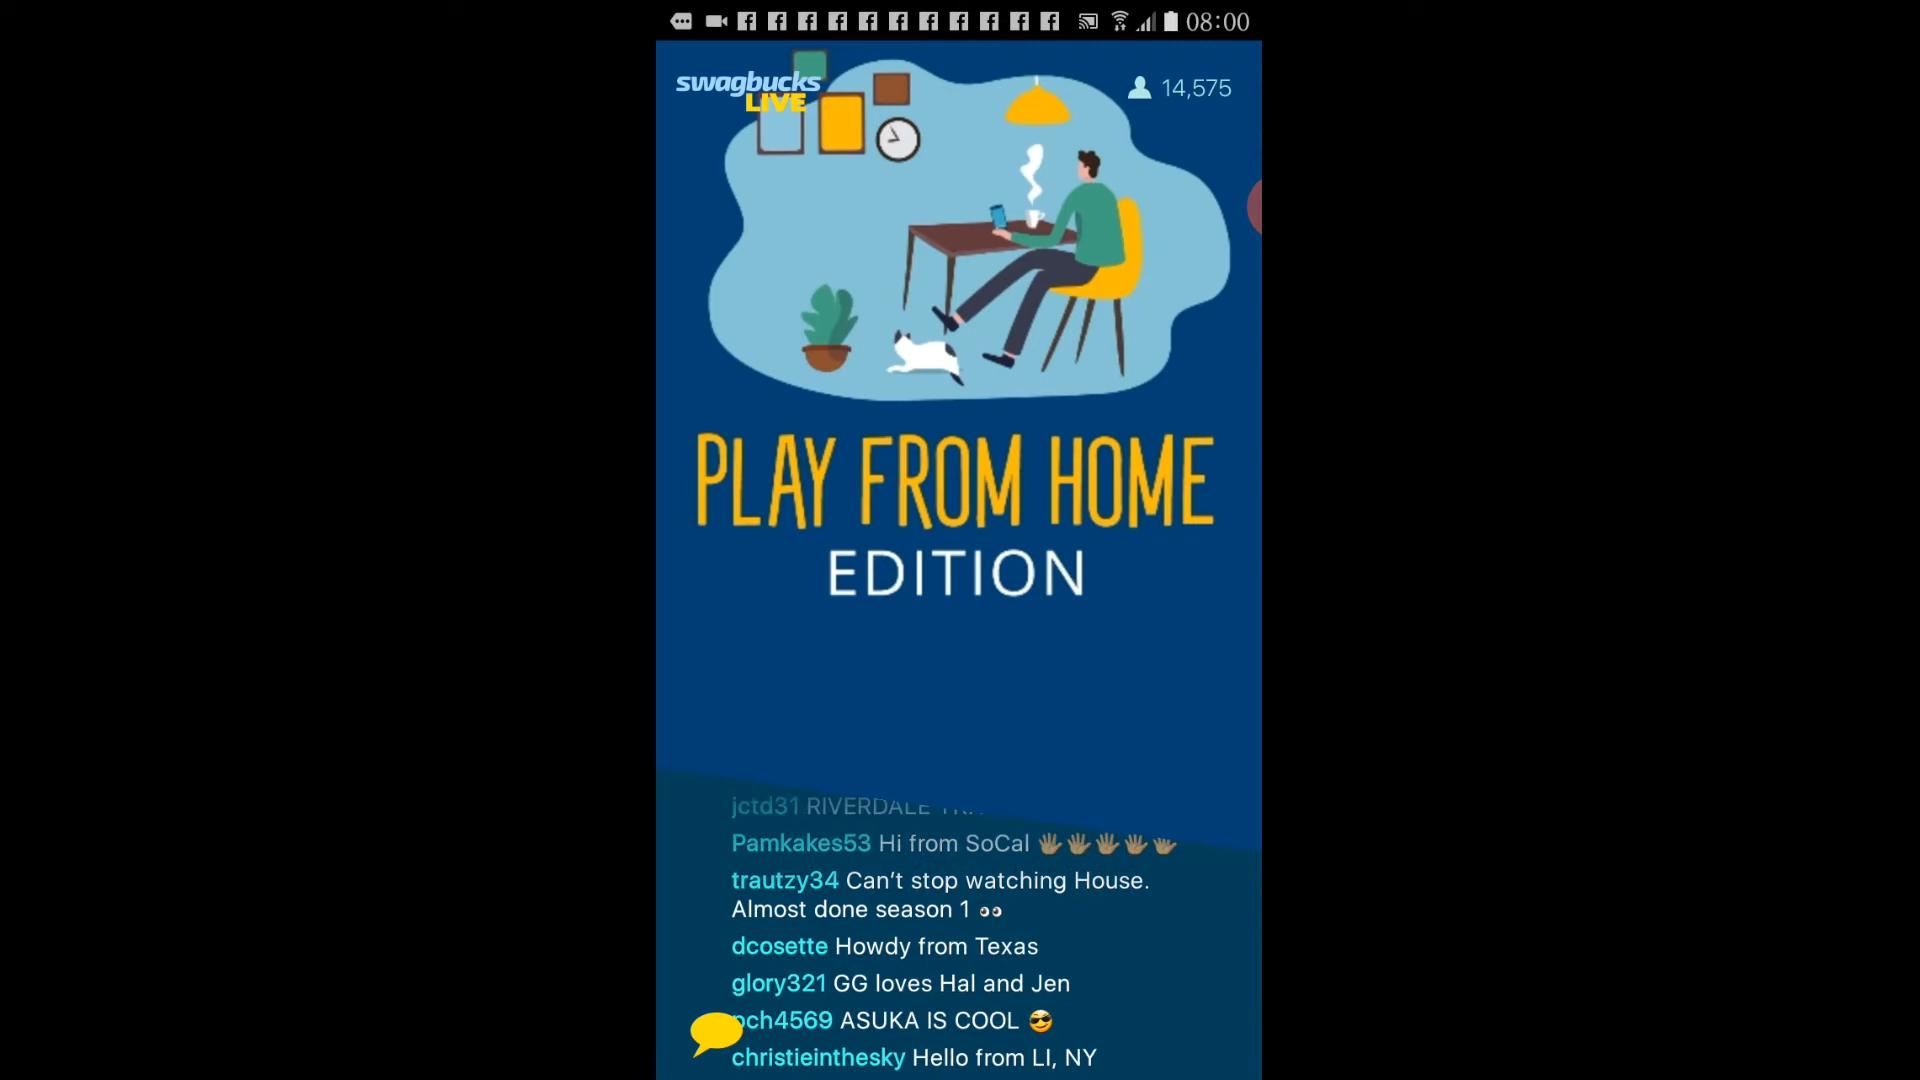 08:00
swagbucks
LIVE
14,575
PLAY FROM HOME
EDITION
jctd31 RIVERDALE
Pamkakes53 Hi from SoCal 🖐🏽🖐🏽🖐🏽🖐🏽🖐🏽
trautzy34 Can’t stop watching House.
Almost done season 1 👀
dcosette Howdy from Texas
glory321 GG loves Hal and Jen
pch4569 ASUKA IS COOL 😎
christieinthesky Hello from LI, NY